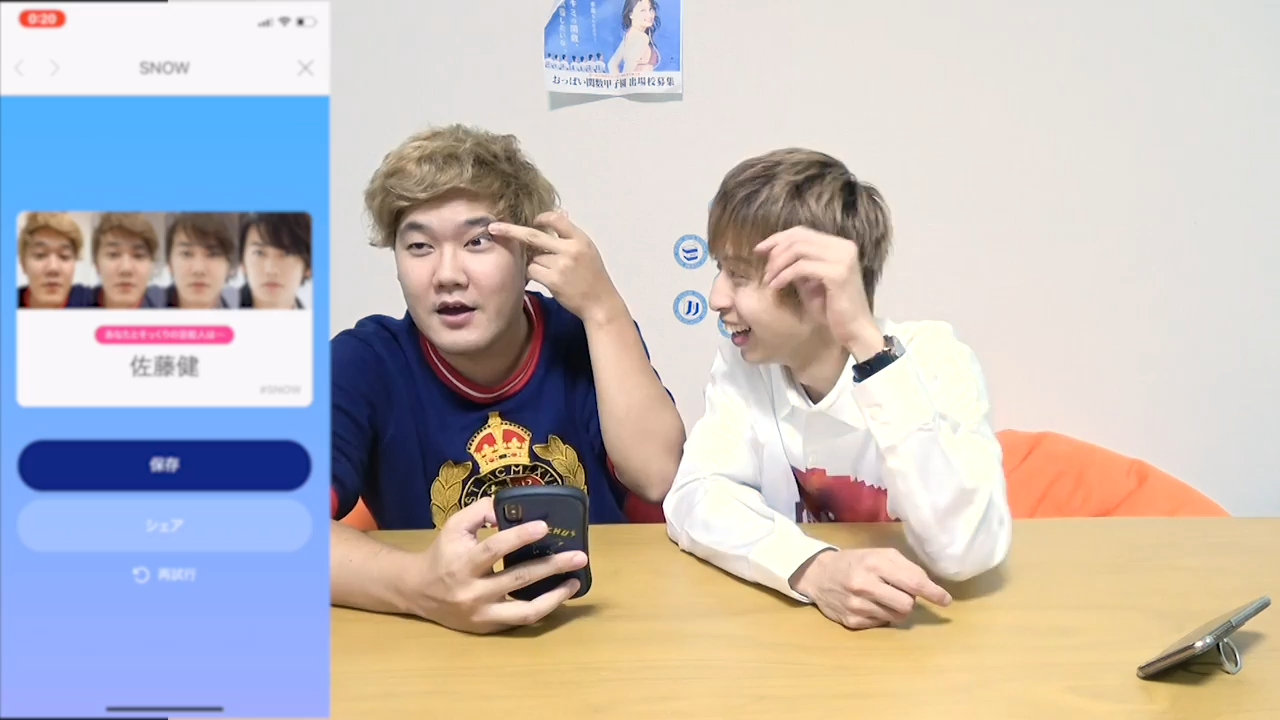 0:20
SNOW
あなたとそっくりの芸能人は…
佐藤健
#SNOW
保存
シェア
再試行
おっぱい関数甲子園 出場校募集